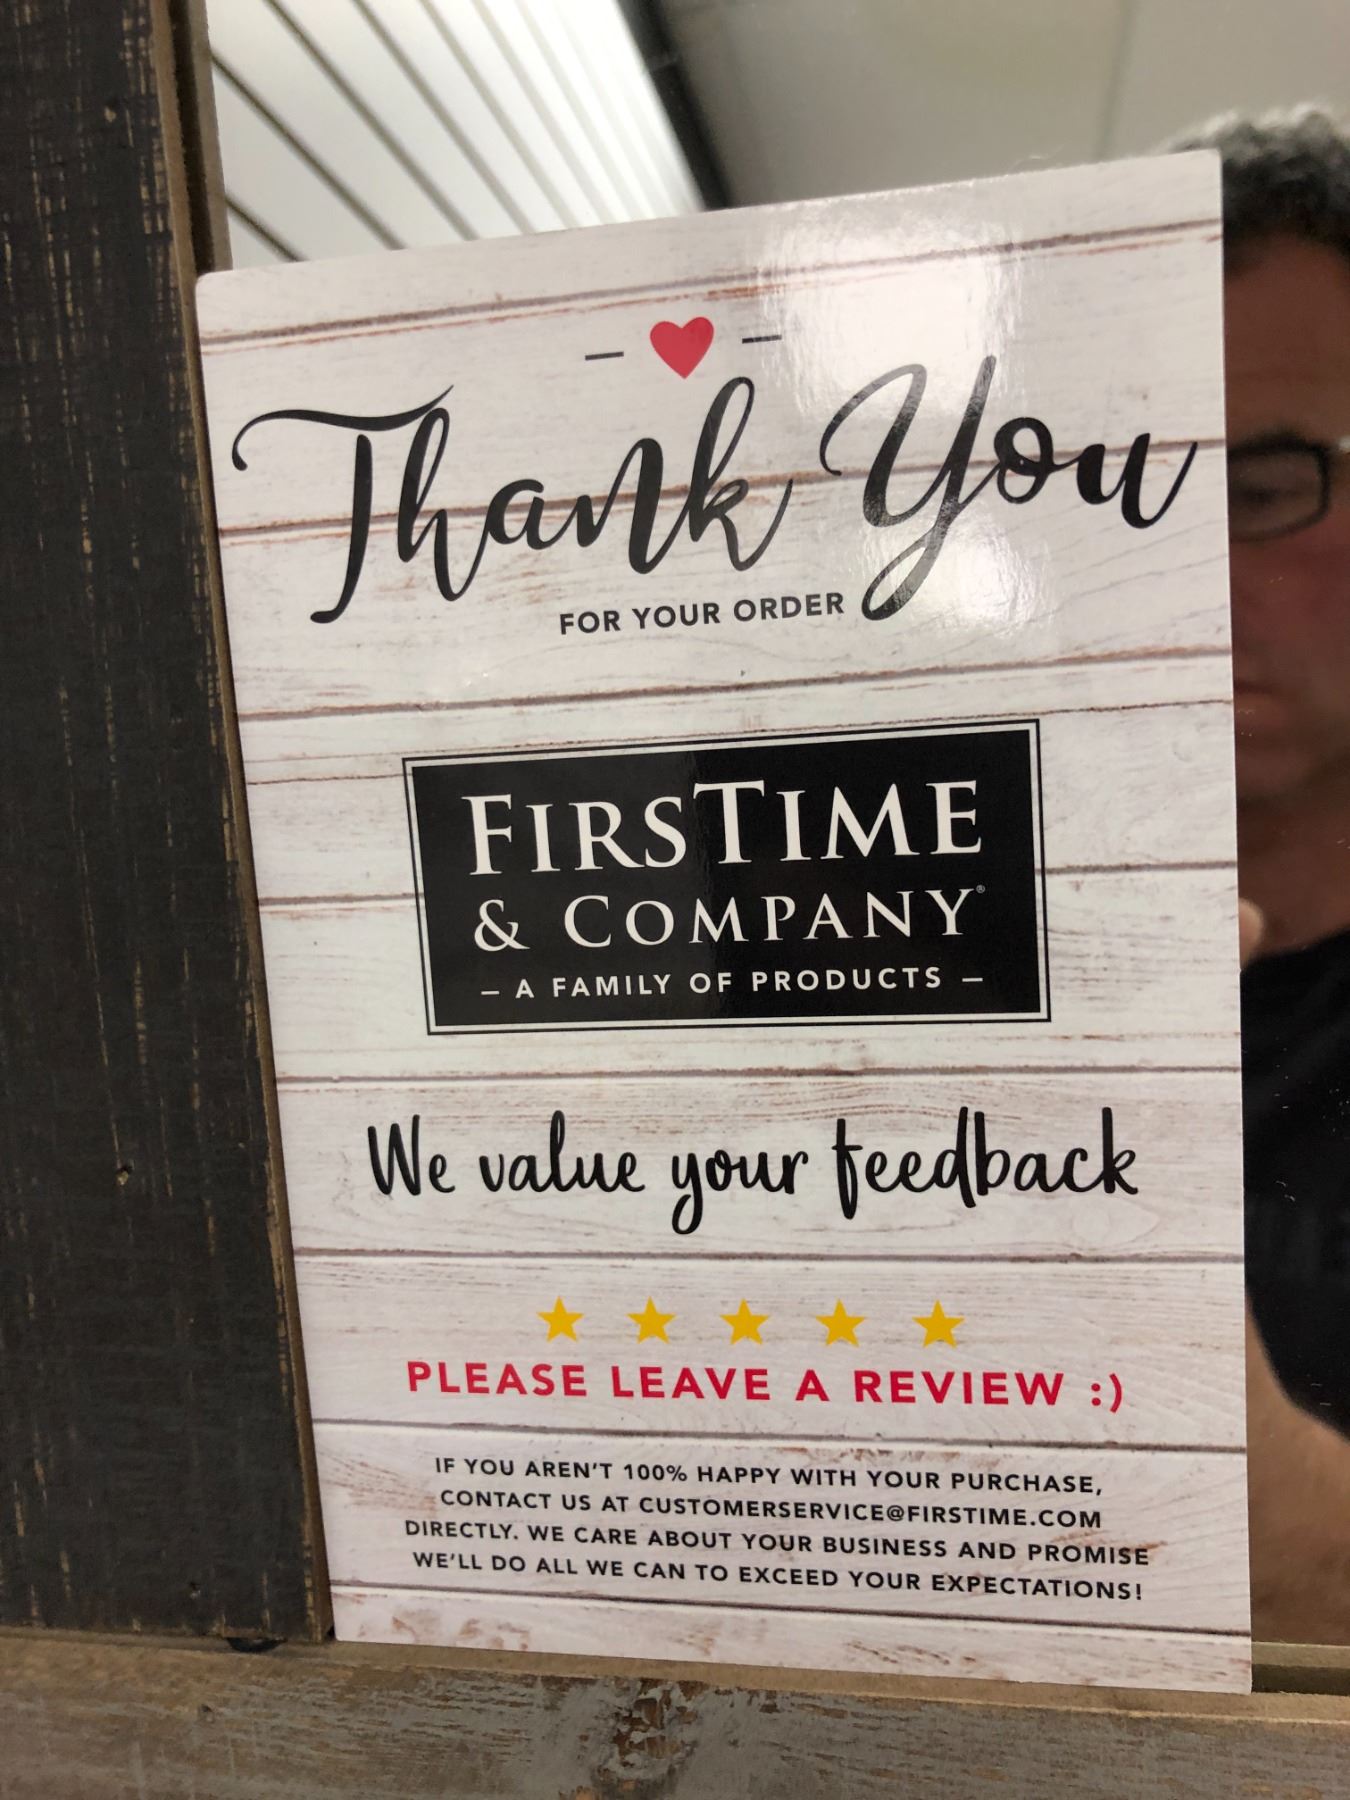 Thank You
FOR YOUR ORDER
FIRSTIME
& COMPANY®
– A FAMILY OF PRODUCTS –
We value your feedback
PLEASE LEAVE A REVIEW :)
IF YOU AREN'T 100% HAPPY WITH YOUR PURCHASE,
CONTACT US AT CUSTOMERSERVICE@FIRSTIME.COM
DIRECTLY. WE CARE ABOUT YOUR BUSINESS AND PROMISE
WE'LL DO ALL WE CAN TO EXCEED YOUR EXPECTATIONS!